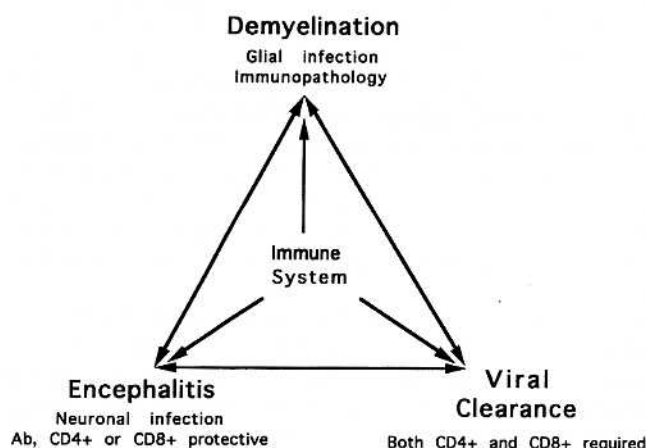 Demyelination
Glial infection
Immunopathology
Immune
System
Encephalitis
Neuronal infection
Ab, CD4+ or CD8+ protective
Viral
Clearance
Both CD4+ and CD8+ required